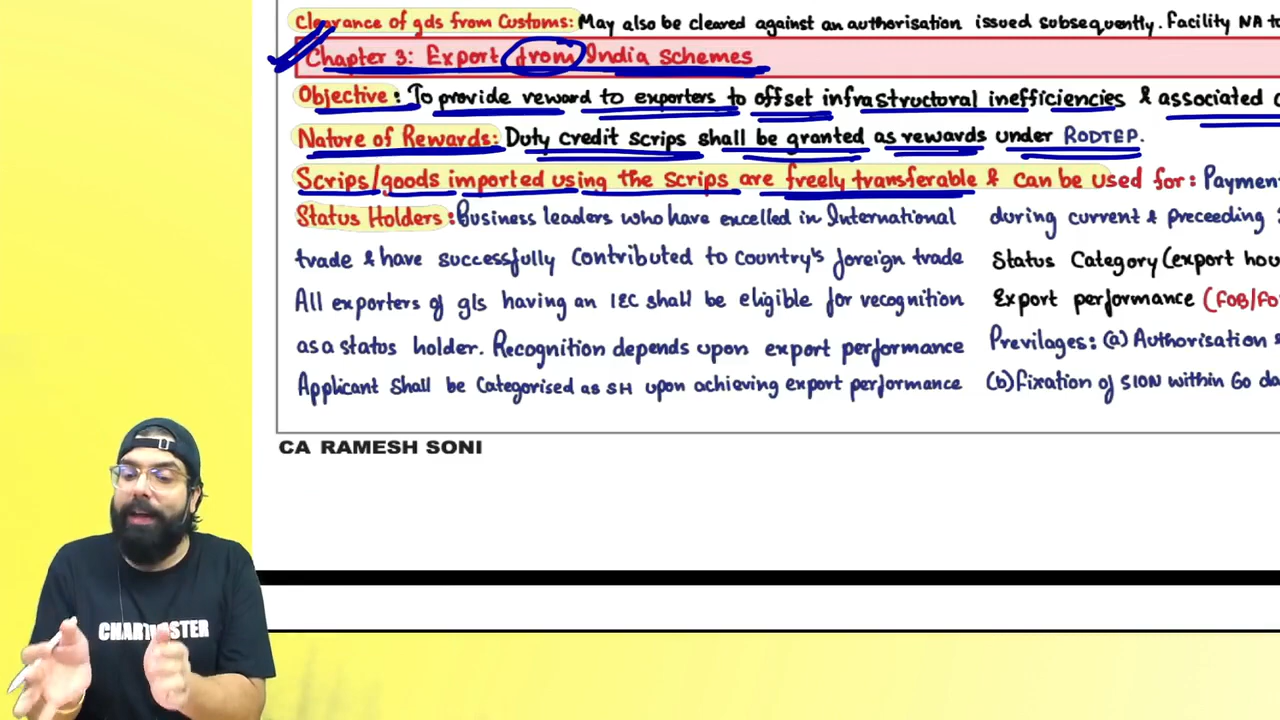 Clearance of gds from Customs: May also be cleared against an authorisation issued subsequently. Facility NA to
Chapter 3: Export from India Schemes
Objective: To provide reward to exporters to offset infrastructural inefficiencies & associated
Nature of Rewards: Duty credit scrips shall be granted as rewards under RODTEP.
Scrips/goods imported using the scrips are freely transferable & can be used for: Payment
Status Holders: Business leaders who have excelled in International
trade & have successfully contributed to country's foreign trade
All exporters of g/s having an IEC shall be eligible for recognition
as a status holder. Recognition depends upon export performance
Applicant shall be Categorised as SH upon achieving export performance
during current & preceeding
Status Category (export hou
Export performance (FOB/FO
Previlages: (a) Authorisation
(b) Fixation of SION within 60 da
CA RAMESH SONI